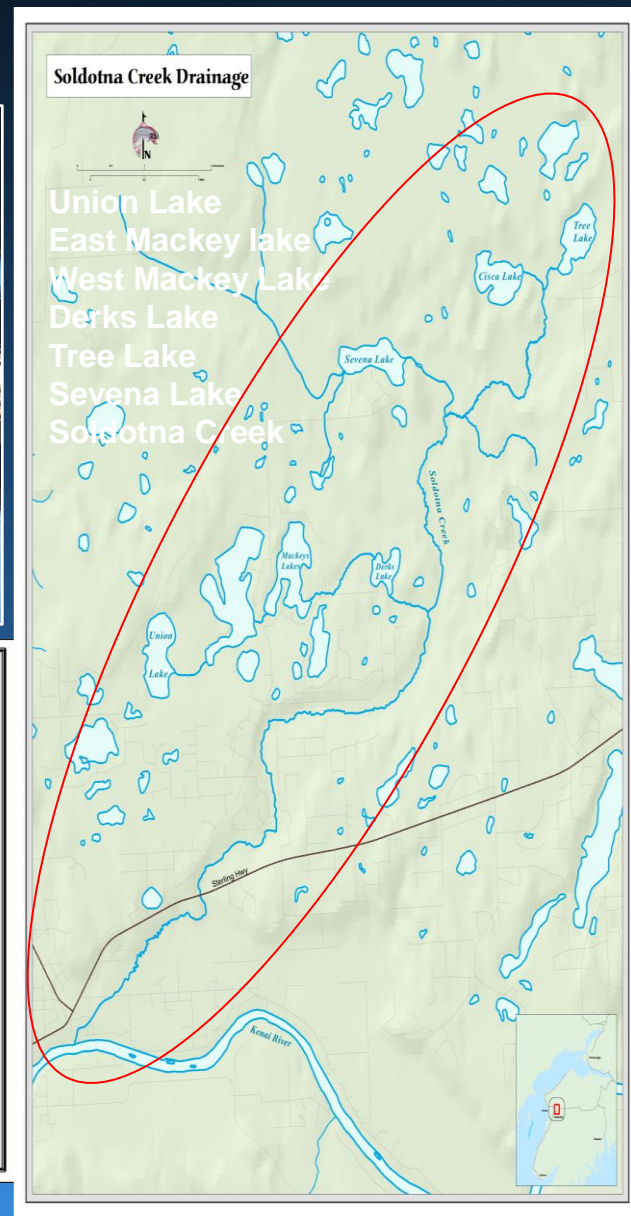 Soldotna Creek Drainage
N
Union Lake
East Mackey lake
West Mackey Lake
Derks Lake
Tree Lake
Sevena Lake
Soldotna Creek
Tree
Lake
Cisca Lake
Sevena Lake
Soldotna Creek
Mackeys
Lakes
Derks
Lake
Union
Lake
Sterling Hwy
Kenai River